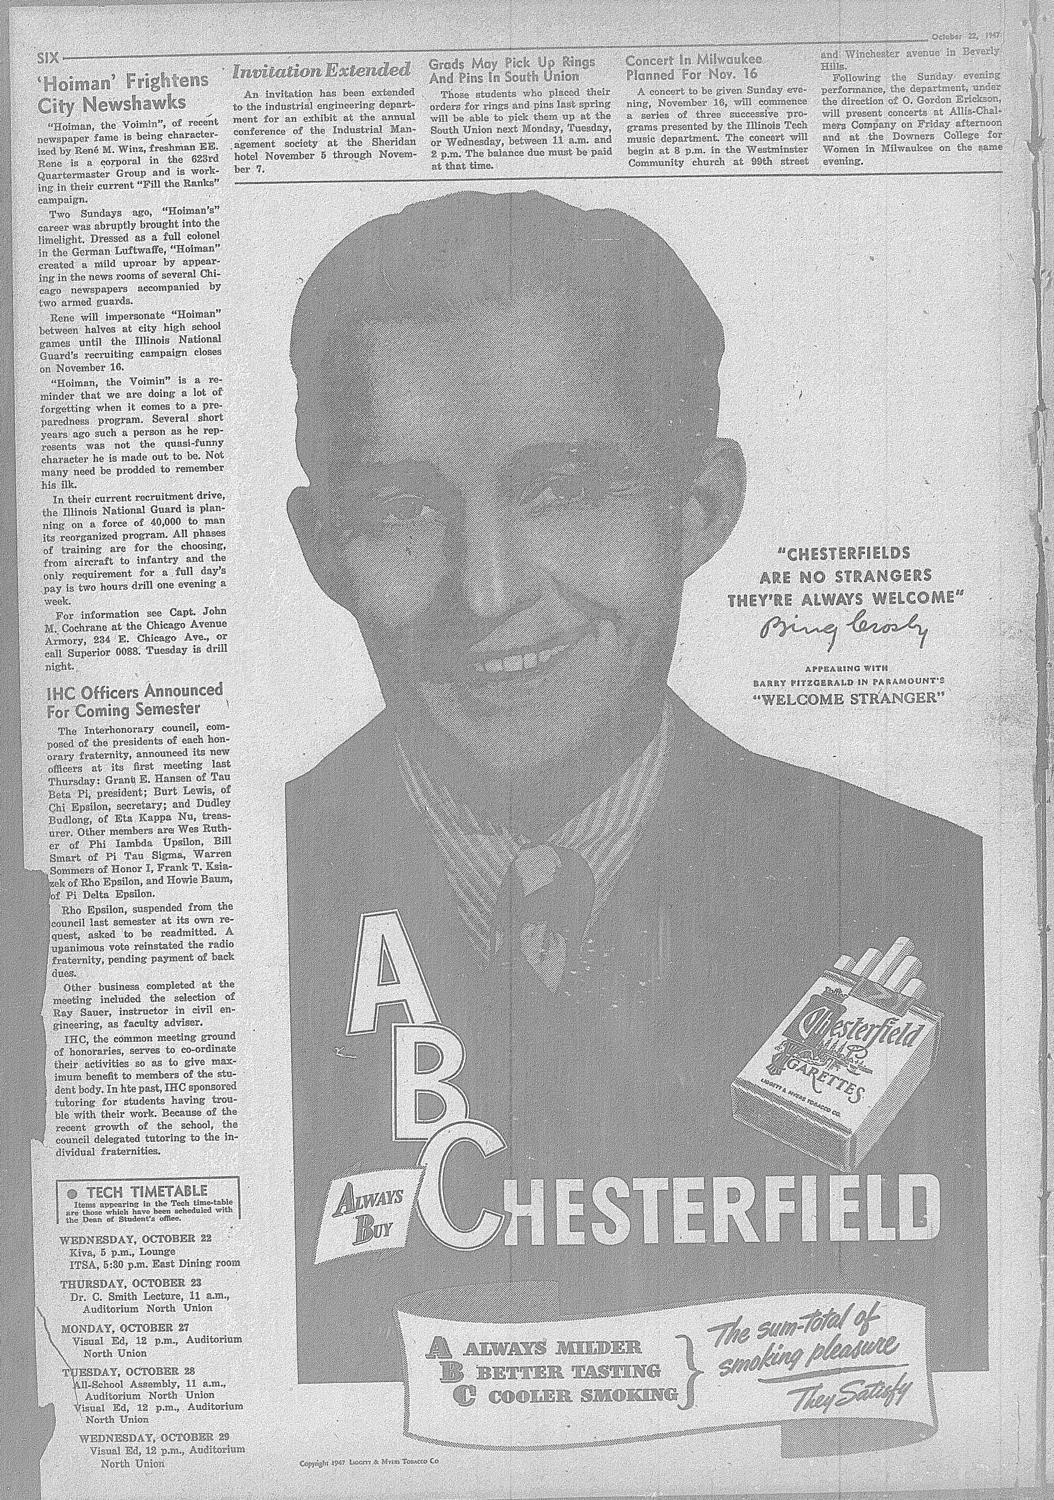 SIX
October 22, 1947
'Hoiman' Frightens
City Newshawks
"Hoiman, the Voimin", of recent
newspaper fame is being character-
ised by René M. Winz, freshman EE.
Rene is a corporal in the 623rd
Quartermaster Group and is work-
ing in their current "Fill the Ranks"
campaign.
Two Sundays ago, "Hoiman's"
career was abruptly brought into the
limelight. Dressed as a full colonel
in the German Luftwaffe, "Hoiman"
created a mild uproar by appear-
ing in the news rooms of several Chi-
cago newspapers accompanied by
two armed guards.
Rene will impersonate "Hoiman"
between halves at city high school
games until the Illinois National
Guard's recruiting campaign closes
on November 16.
"Hoiman, the Voimin" is a re-
minder that we are doing a lot of
forgetting when it comes to a pre-
paredness program. Several short
years ago such a person as he rep-
resents was not the quasi-funny
character he is made out to be. Not
many need be prodded to remember
his ilk.
In their current recruitment drive,
the Illinois National Guard is plan-
ning on a force of 40,000 to man
its reorganized program. All phases
of training are for the choosing,
from aircraft to infantry and the
only requirement for a full day's
pay is two hours drill one evening a
week.
For information see Capt. John
M. Cochrane at the Chicago Avenue
Armory, 234 E. Chicago Ave., or
call Superior 0088. Tuesday is drill
night.
IHC Officers Announced
For Coming Semester
The Interhonorary council, com-
posed of the presidents of each hon-
orary fraternity, announced its new
officers at its first meeting last
Thursday: Grant E. Hansen of Tau
Beta Pi, president; Burt Lewis, of
Chi Epsilon, secretary; and Dudley
Budlong, of Eta Kappa Nu, treas-
urer. Other members are Wes Ruth-
er of Phi Iambda Upsilon, Bill
Smart of Pi Tau Sigma, Warren
Sommers of Honor I, Frank T. Ksia-
zek of Rho Epsilon, and Howie Baum,
of Pi Delta Epsilon.
Rho Epsilon, suspended from the
council last semester at its own re-
quest, asked to be readmitted. A
unanimous vote reinstated the radio
fraternity, pending payment of back
dues.
Other business completed at the
meeting included the selection of
Ray Sauer, instructor in civil en-
gineering, as faculty adviser.
IHC, the common meeting ground
of honoraries, serves to co-ordinate
their activities so as to give max-
imum benefit to members of the stu-
dent body. In hte past, IHC sponsored
tutoring for students having trou-
ble with their work. Because of the
recent growth of the school, the
council delegated tutoring to the in-
dividual fraternities.
TECH TIMETABLE
Items appearing in the Tech time-table
are those which have been scheduled with
the Dean of Student's office.
WEDNESDAY, OCTOBER 22
Kiva, 5 p.m., Lounge
ITSA, 5:30 p.m. East Dining room
THURSDAY, OCTOBER 23
Dr. C. Smith Lecture, 11 a.m.,
Auditorium North Union
MONDAY, OCTOBER 27
Visual Ed, 12 p.m., Auditorium
North Union
TUESDAY, OCTOBER 28
All-School Assembly, 11 a.m.,
Auditorium North Union
Visual Ed, 12 p.m., Auditorium
North Union
WEDNESDAY, OCTOBER 29
Visual Ed, 12 p.m., Auditorium
North Union
Invitation Extended
An invitation has been extended
to the industrial engineering depart-
ment for an exhibit at the annual
conference of the Industrial Man-
agement society at the Sheridan
hotel November 5 through Novem-
ber 7.
Grads May Pick Up Rings
And Pins In South Union
Those students who placed their
orders for rings and pins last spring
will be able to pick them up at the
South Union next Monday, Tuesday,
or Wednesday, between 11 a.m. and
2 p.m. The balance due must be paid
at that time.
Concert In Milwaukee
Planned For Nov. 16
A concert to be given Sunday eve-
ning, November 16, will commence
a series of three successive pro-
grams presented by the Illinois Tech
music department. The concert will
begin at 8 p.m. in the Westminster
Community church at 99th street
and Winchester avenue in Beverly
Hills.
Following the Sunday evening
performance, the department, under
the direction of O. Gordon Erickson,
will present concerts at Allis-Chal-
mers Company on Friday afternoon
and at the Downers College for
Women in Milwaukee on the same
evening.
"CHESTERFIELDS
ARE NO STRANGERS
THEY'RE ALWAYS WELCOME"
Bing Crosby
APPEARING WITH
BARRY FITZGERALD IN PARAMOUNT'S
"WELCOME STRANGER"
Chesterfield
CIGARETTES
LIGGETT & MYERS TOBACCO CO.
A
B
CHESTERFIELD
ALWAYS
BUY
A ALWAYS MILDER
B BETTER TASTING
C COOLER SMOKING
The sum-total of
smoking pleasure
They Satisfy
Copyright 1947 LIGGETT & MYERS TOBACCO CO